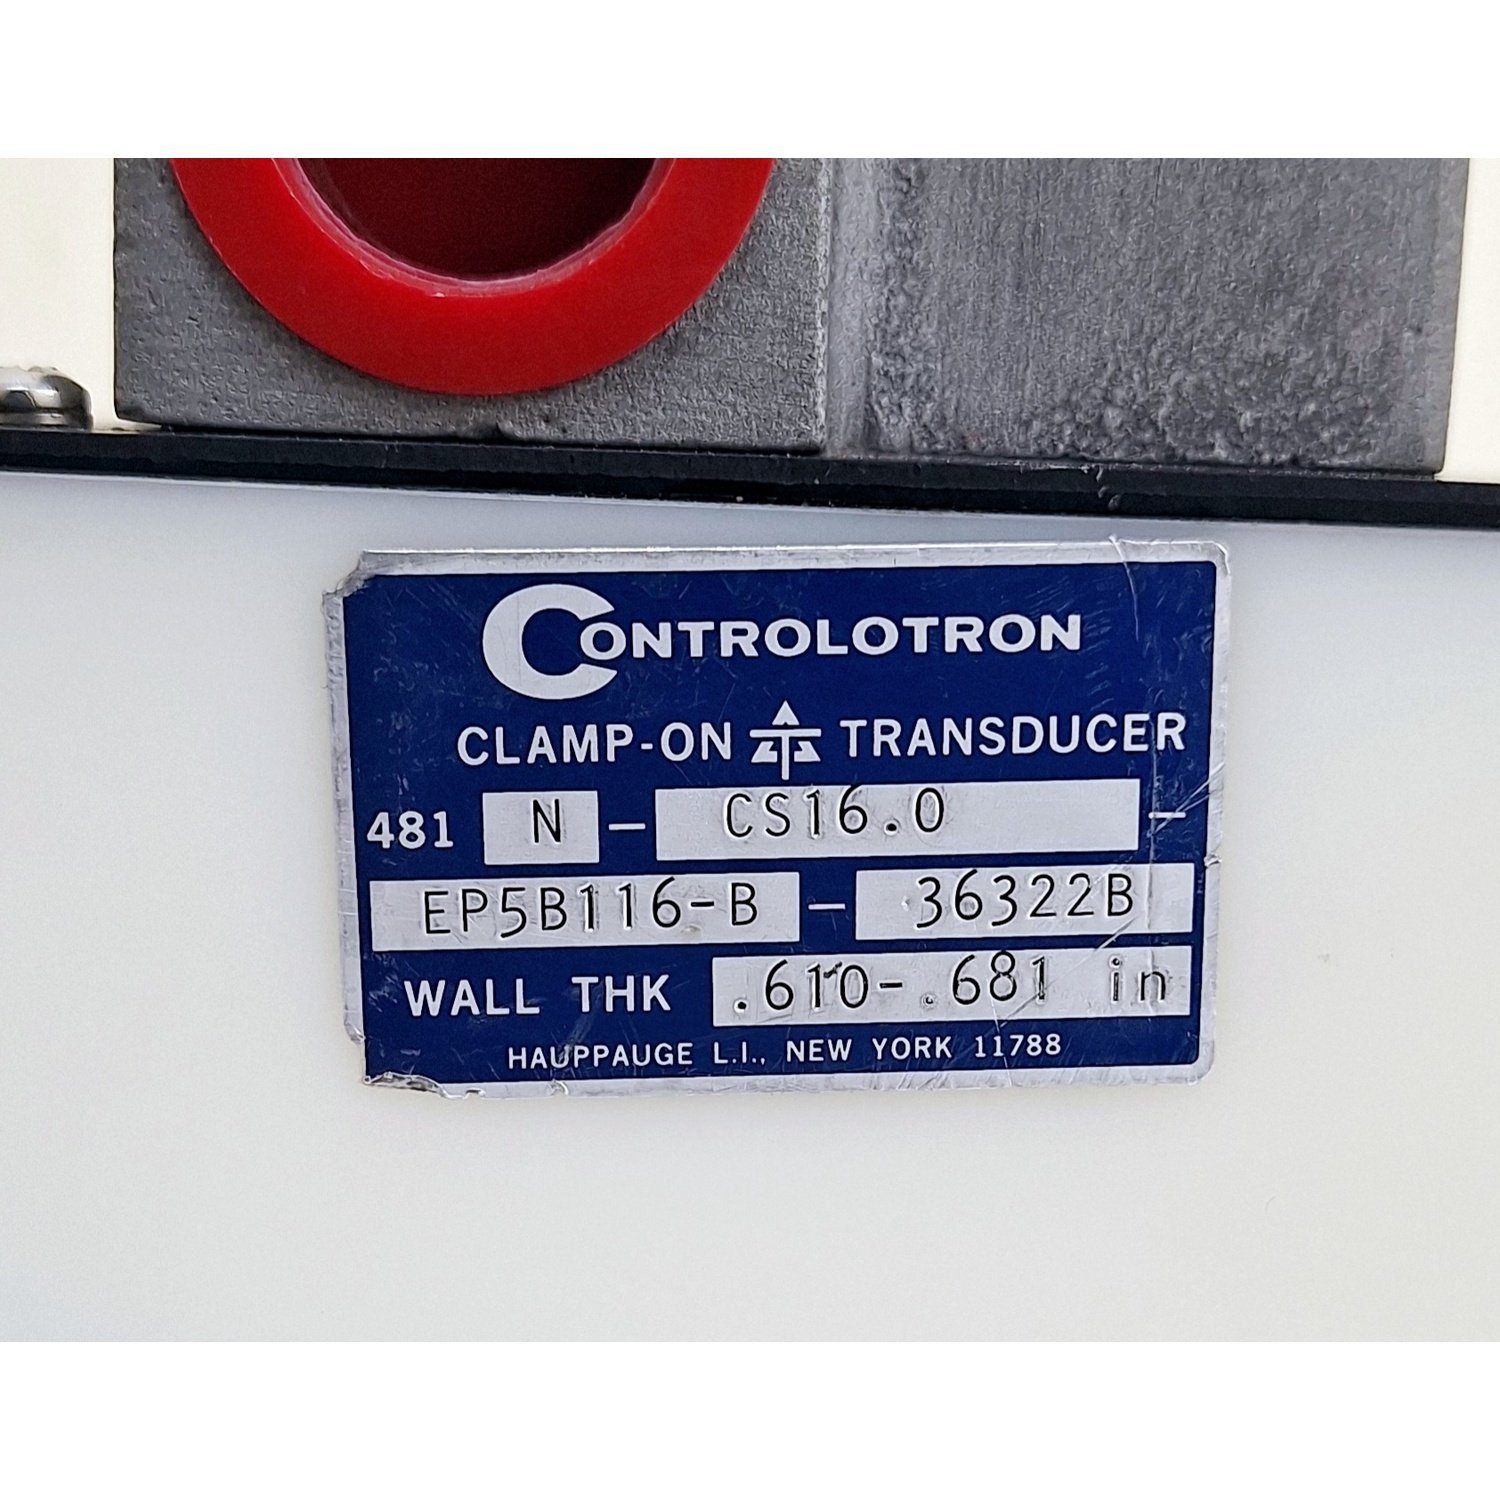 CONTROLOTRON
CLAMP-ON TRANSDUCER
481 N - CS16.0 -
EP5B116-B - 36322B
WALL THK .610-.681 in
HAUPPAUGE L.I., NEW YORK 11788